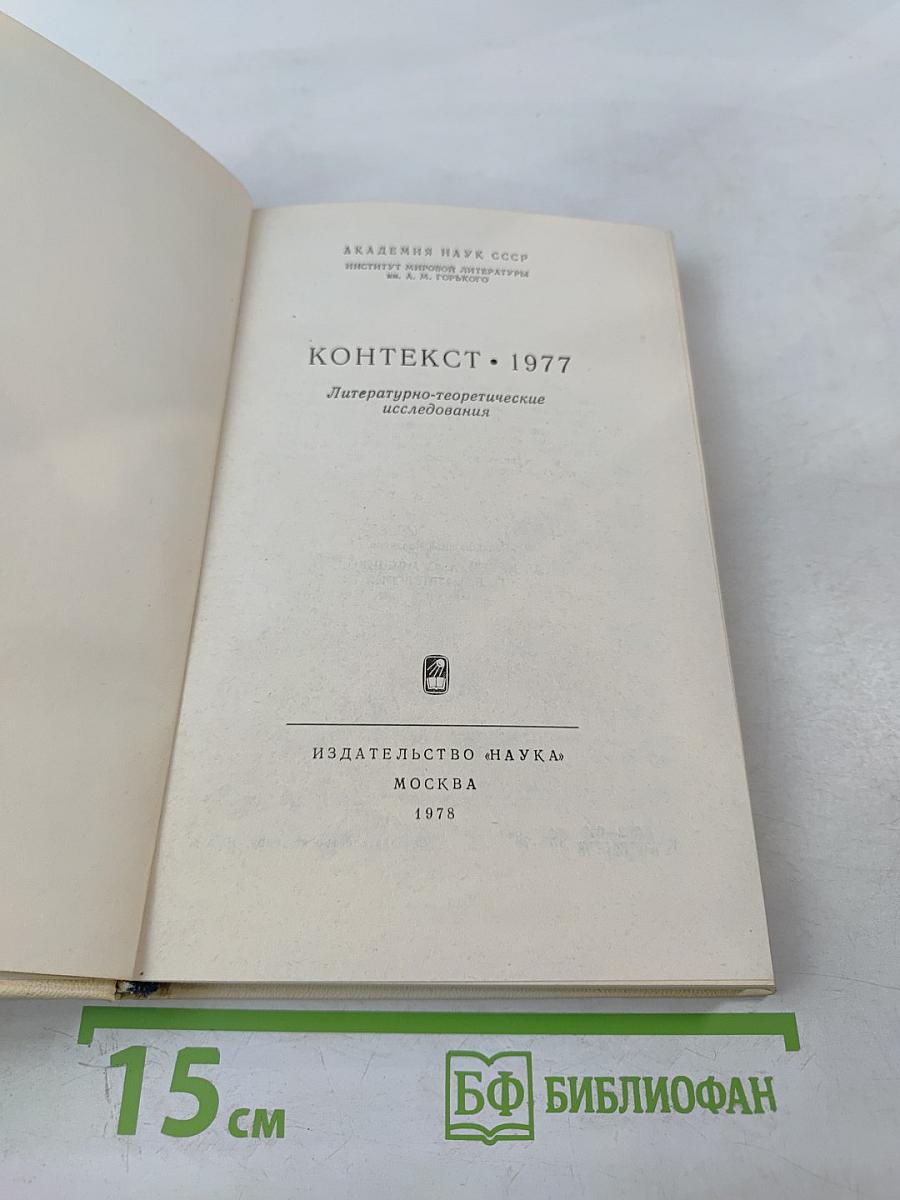 АКАДЕМИЯ НАУК СССР
ИНСТИТУТ МИРОВОЙ ЛИТЕРАТУРЫ
им. А. М. ГОРЬКОГО
КОНТЕКСТ • 1977
Литературно-теоретические
исследования
ИЗДАТЕЛЬСТВО «НАУКА»
МОСКВА
1978
15 см
БФ БИБЛИОФАН